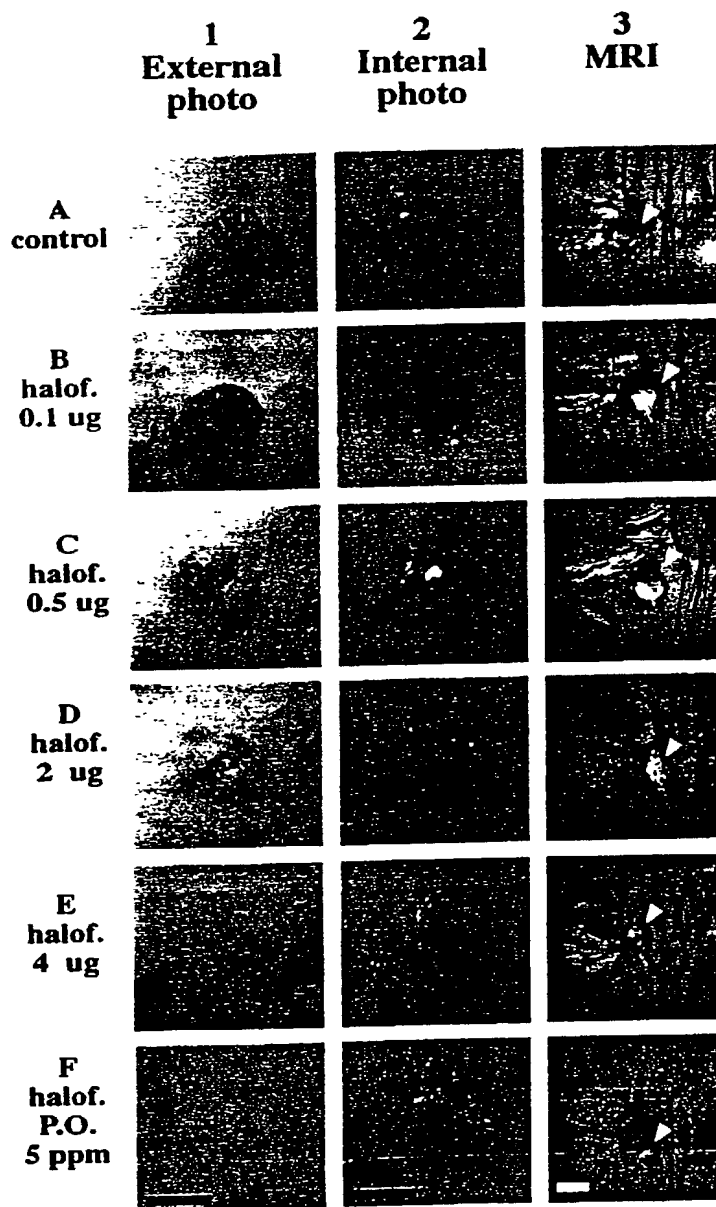 1
External
photo
2
Internal
photo
3
MRI
A
control
B
halof.
0.1 ug
C
halof.
0.5 ug
D
halof.
2 ug
E
halof.
4 ug
F
halof.
P.O.
5 ppm